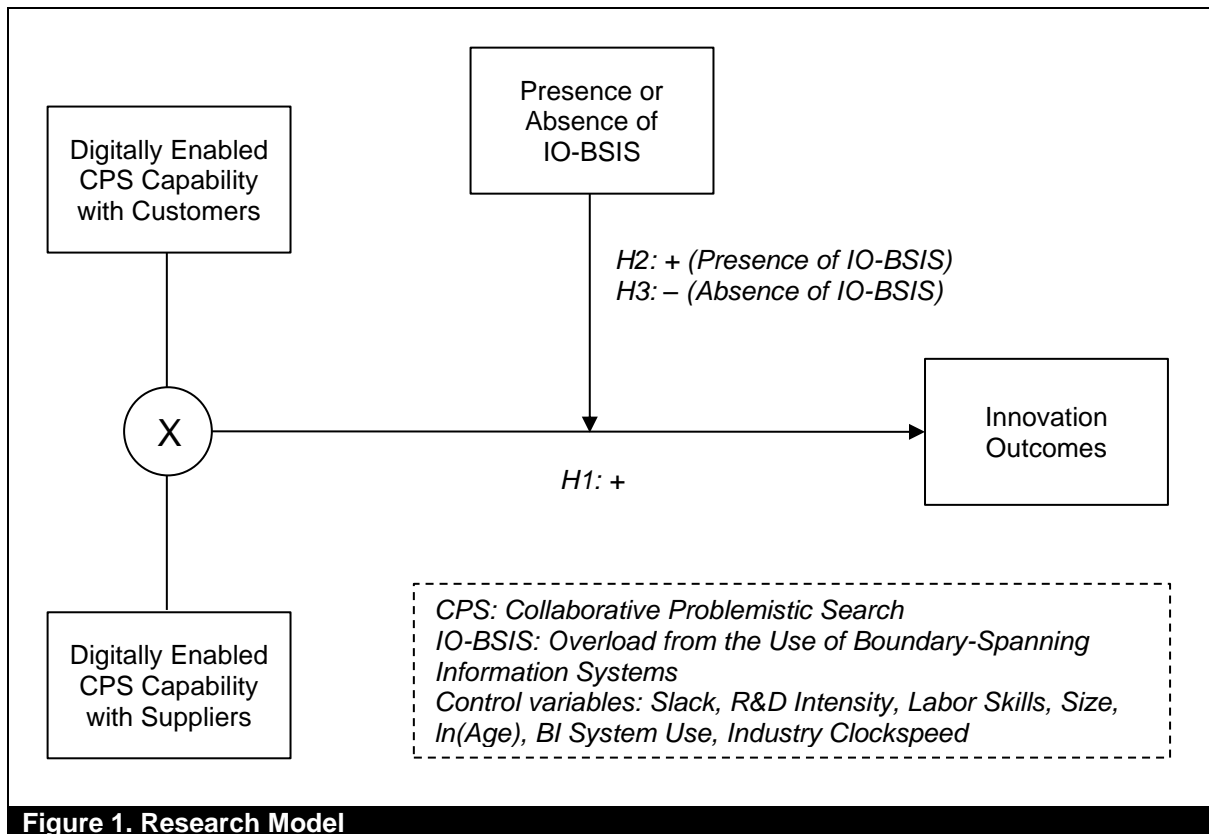 Presence or
Absence of
IO-BSIS
Digitally Enabled
CPS Capability
with Customers
H2: + (Presence of IO-BSIS)
H3: – (Absence of IO-BSIS)
X
Innovation
Outcomes
H1: +
Digitally Enabled
CPS Capability
with Suppliers
CPS: Collaborative Problemistic Search
IO-BSIS: Overload from the Use of Boundary-Spanning
Information Systems
Control variables: Slack, R&D Intensity, Labor Skills, Size,
ln(Age), BI System Use, Industry Clockspeed
Figure 1. Research Model